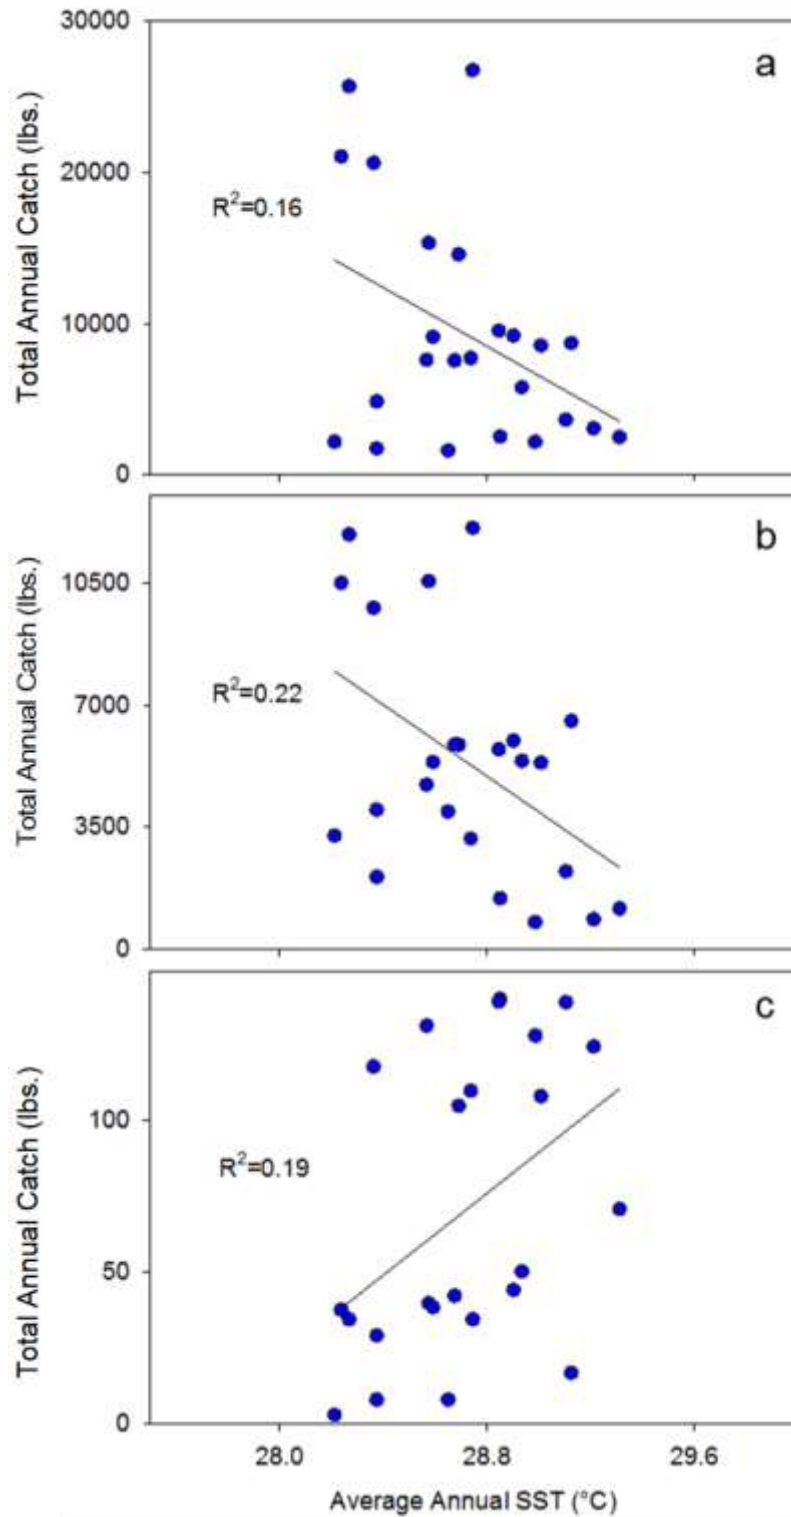 30000
a
20000
R²=0.16
10000
0
Total Annual Catch (lbs.)
b
10500
7000
R²=0.22
3500
0
Total Annual Catch (lbs.)
c
100
R²=0.19
50
0
Total Annual Catch (lbs.)
28.0 28.8 29.6
Average Annual SST (°C)